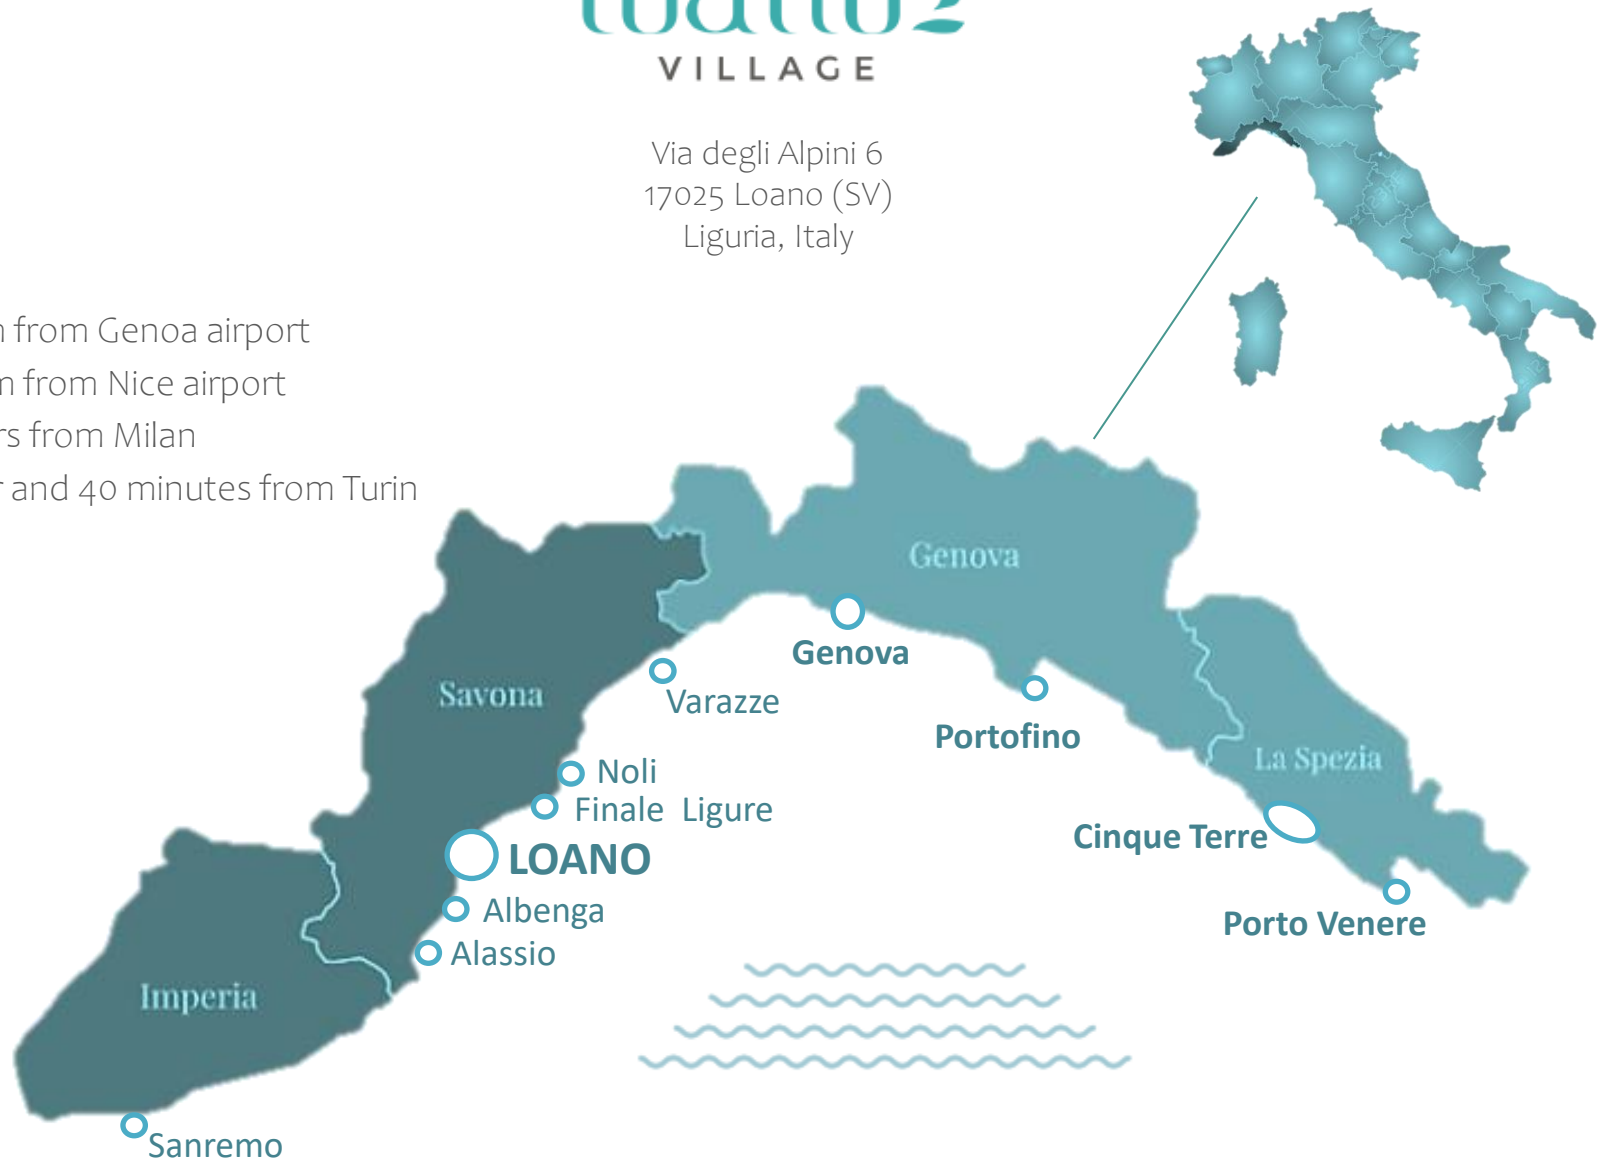 VILLAGE
Via degli Alpini 6
17025 Loano (SV)
Liguria, Italy
from Genoa airport
from Nice airport
from Milan
and 40 minutes from Turin
Genova
Genova
Savona
Varazze
Portofino
La Spezia
Noli
Finale Ligure
Cinque Terre
LOANO
Albenga
Porto Venere
Alassio
Imperia
Sanremo